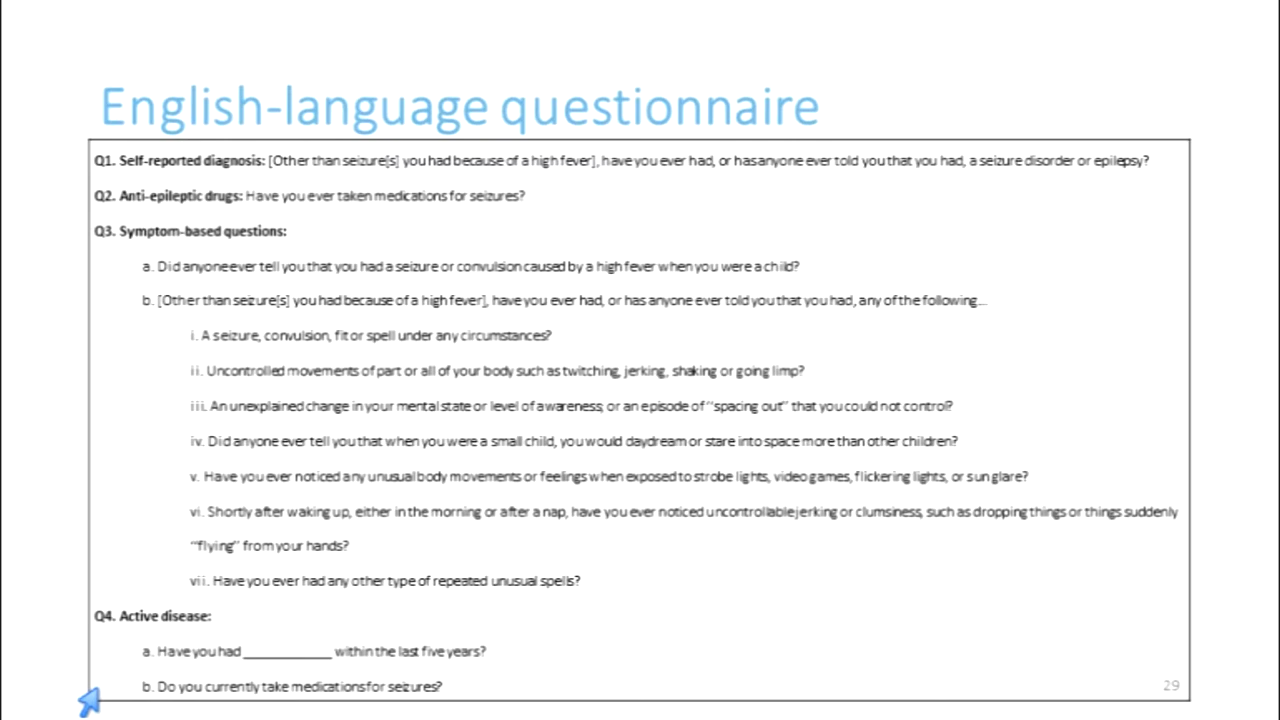 English-language questionnaire
Q1. Self-reported diagnosis: [Other than seizure[s] you had because of a high fever], have you ever had, or has anyone ever told you that you had, a seizure disorder or epilepsy?
Q2. Anti-epileptic drugs: Have you ever taken medications for seizures?
Q3. Symptom-based questions:
a. Did anyone ever tell you that you had a seizure or convulsion caused by a high fever when you were a child?
b. [Other than seizure[s] you had because of a high fever], have you ever had, or has anyone ever told you that you had, any of the following...
i. A seizure, convulsion, fit or spell under any circumstances?
ii. Uncontrolled movements of part or all of your body such as twitching, jerking, shaking or going limp?
iii. An unexplained change in your mental state or level of awareness; or an episode of "spacing out" that you could not control?
iv. Did anyone ever tell you that when you were a small child, you would daydream or stare into space more than other children?
v. Have you ever noticed any unusual body movements or feelings when exposed to strobe lights, video games, flickering lights, or sun glare?
vi. Shortly after waking up, either in the morning or after a nap, have you ever noticed uncontrollable jerking or clumsiness, such as dropping things or things suddenly
"flying" from your hands?
vii. Have you ever had any other type of repeated unusual spells?
Q4. Active disease:
a. Have you had ____________ within the last five years?
b. Do you currently take medications for seizures?
29